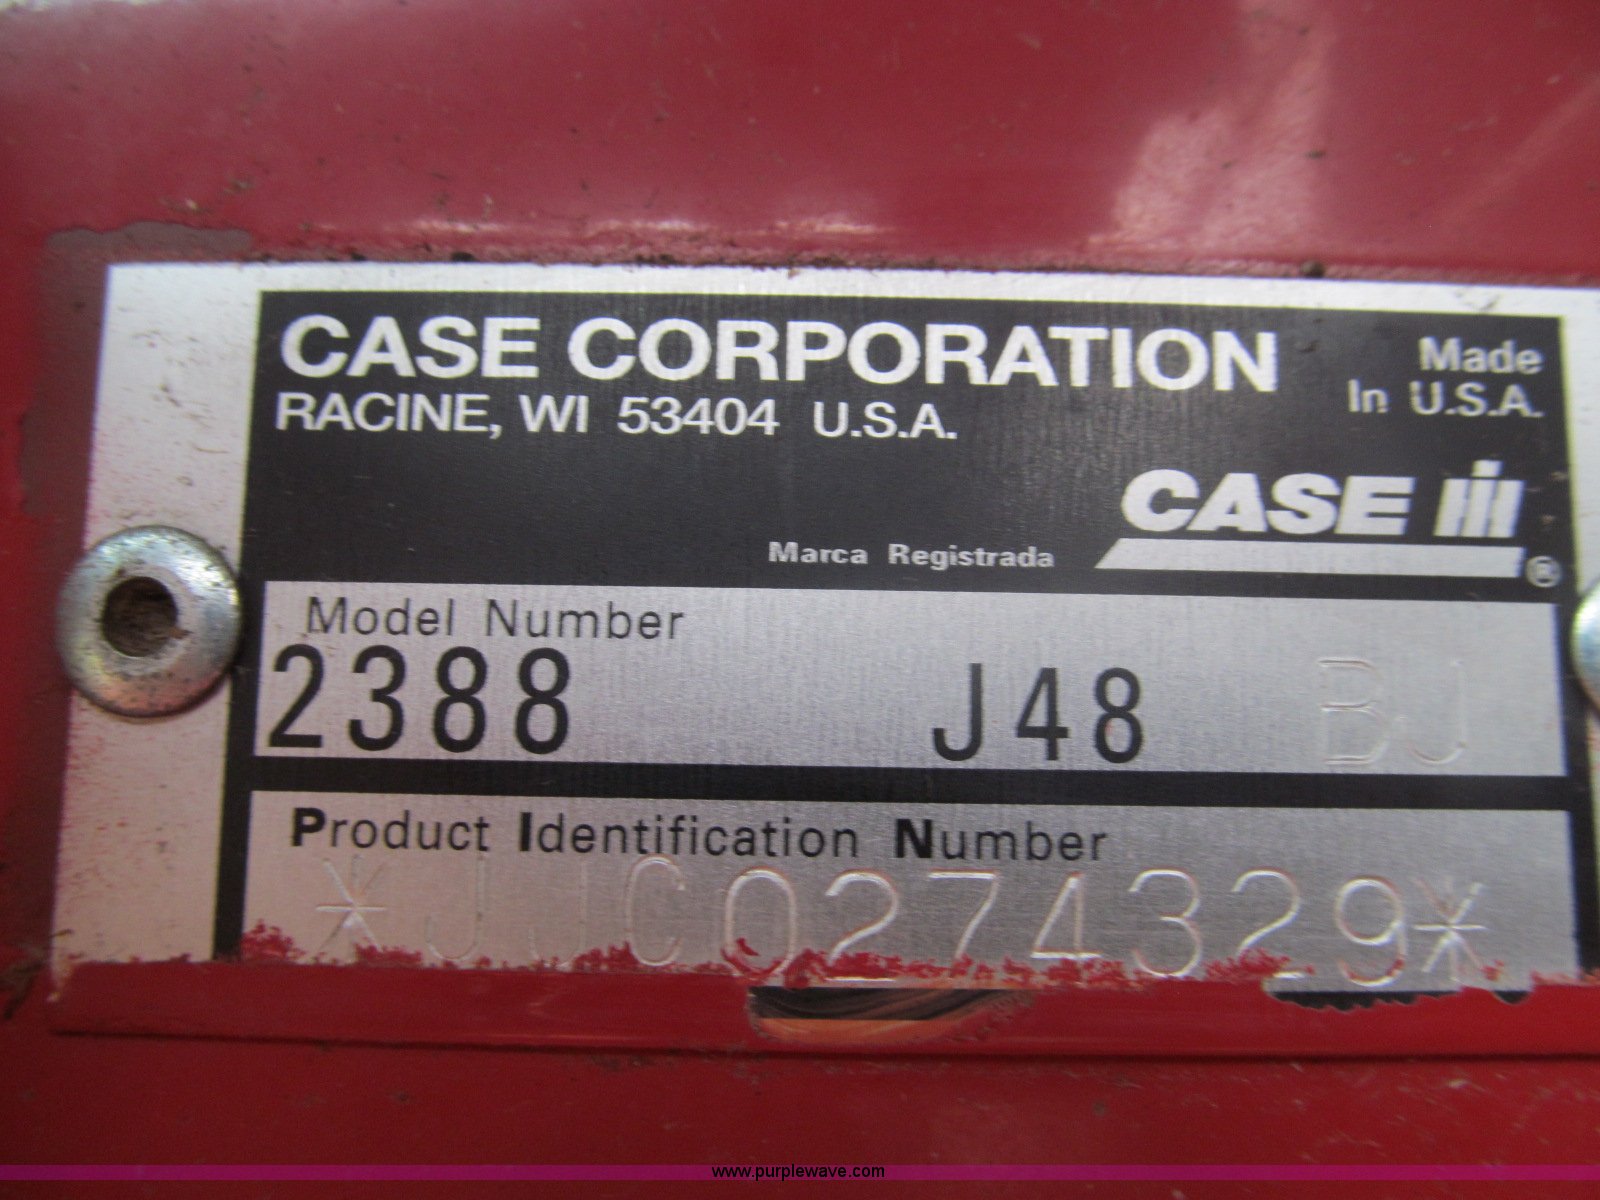 CASE CORPORATION
RACINE, WI 53404 U.S.A.
Made
In U.S.A.
CASE III
Marca Registrada ®
Model Number
2388 J48 BJ
Product Identification Number
*JJC0274329*
www.purplewave.com